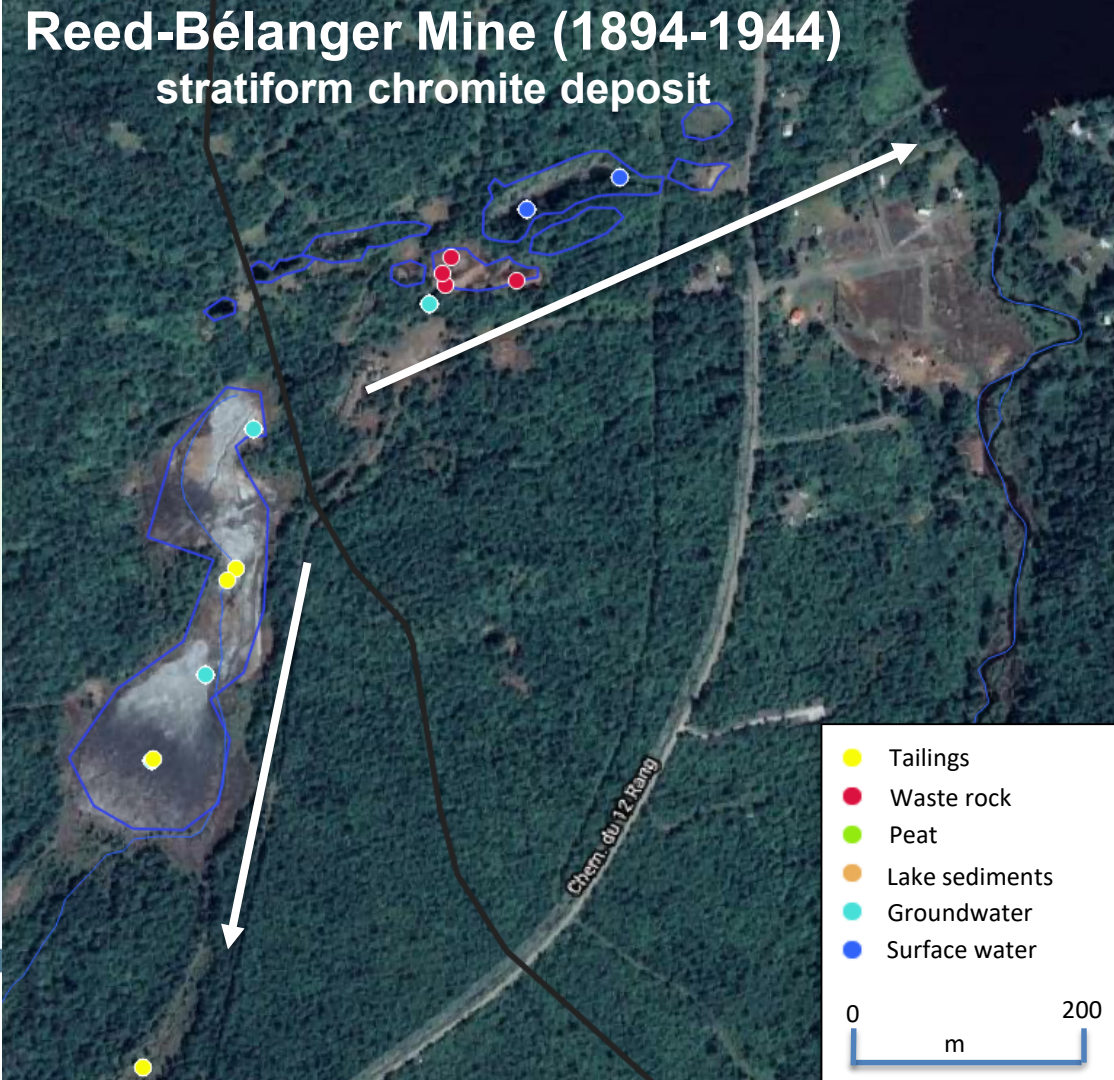 Reed-Bélanger Mine (1894-1944)
stratiform chromite deposit
Chem. du 12 Rang
Tailings
Waste rock
Peat
Lake sediments
Groundwater
Surface water
0 200
m